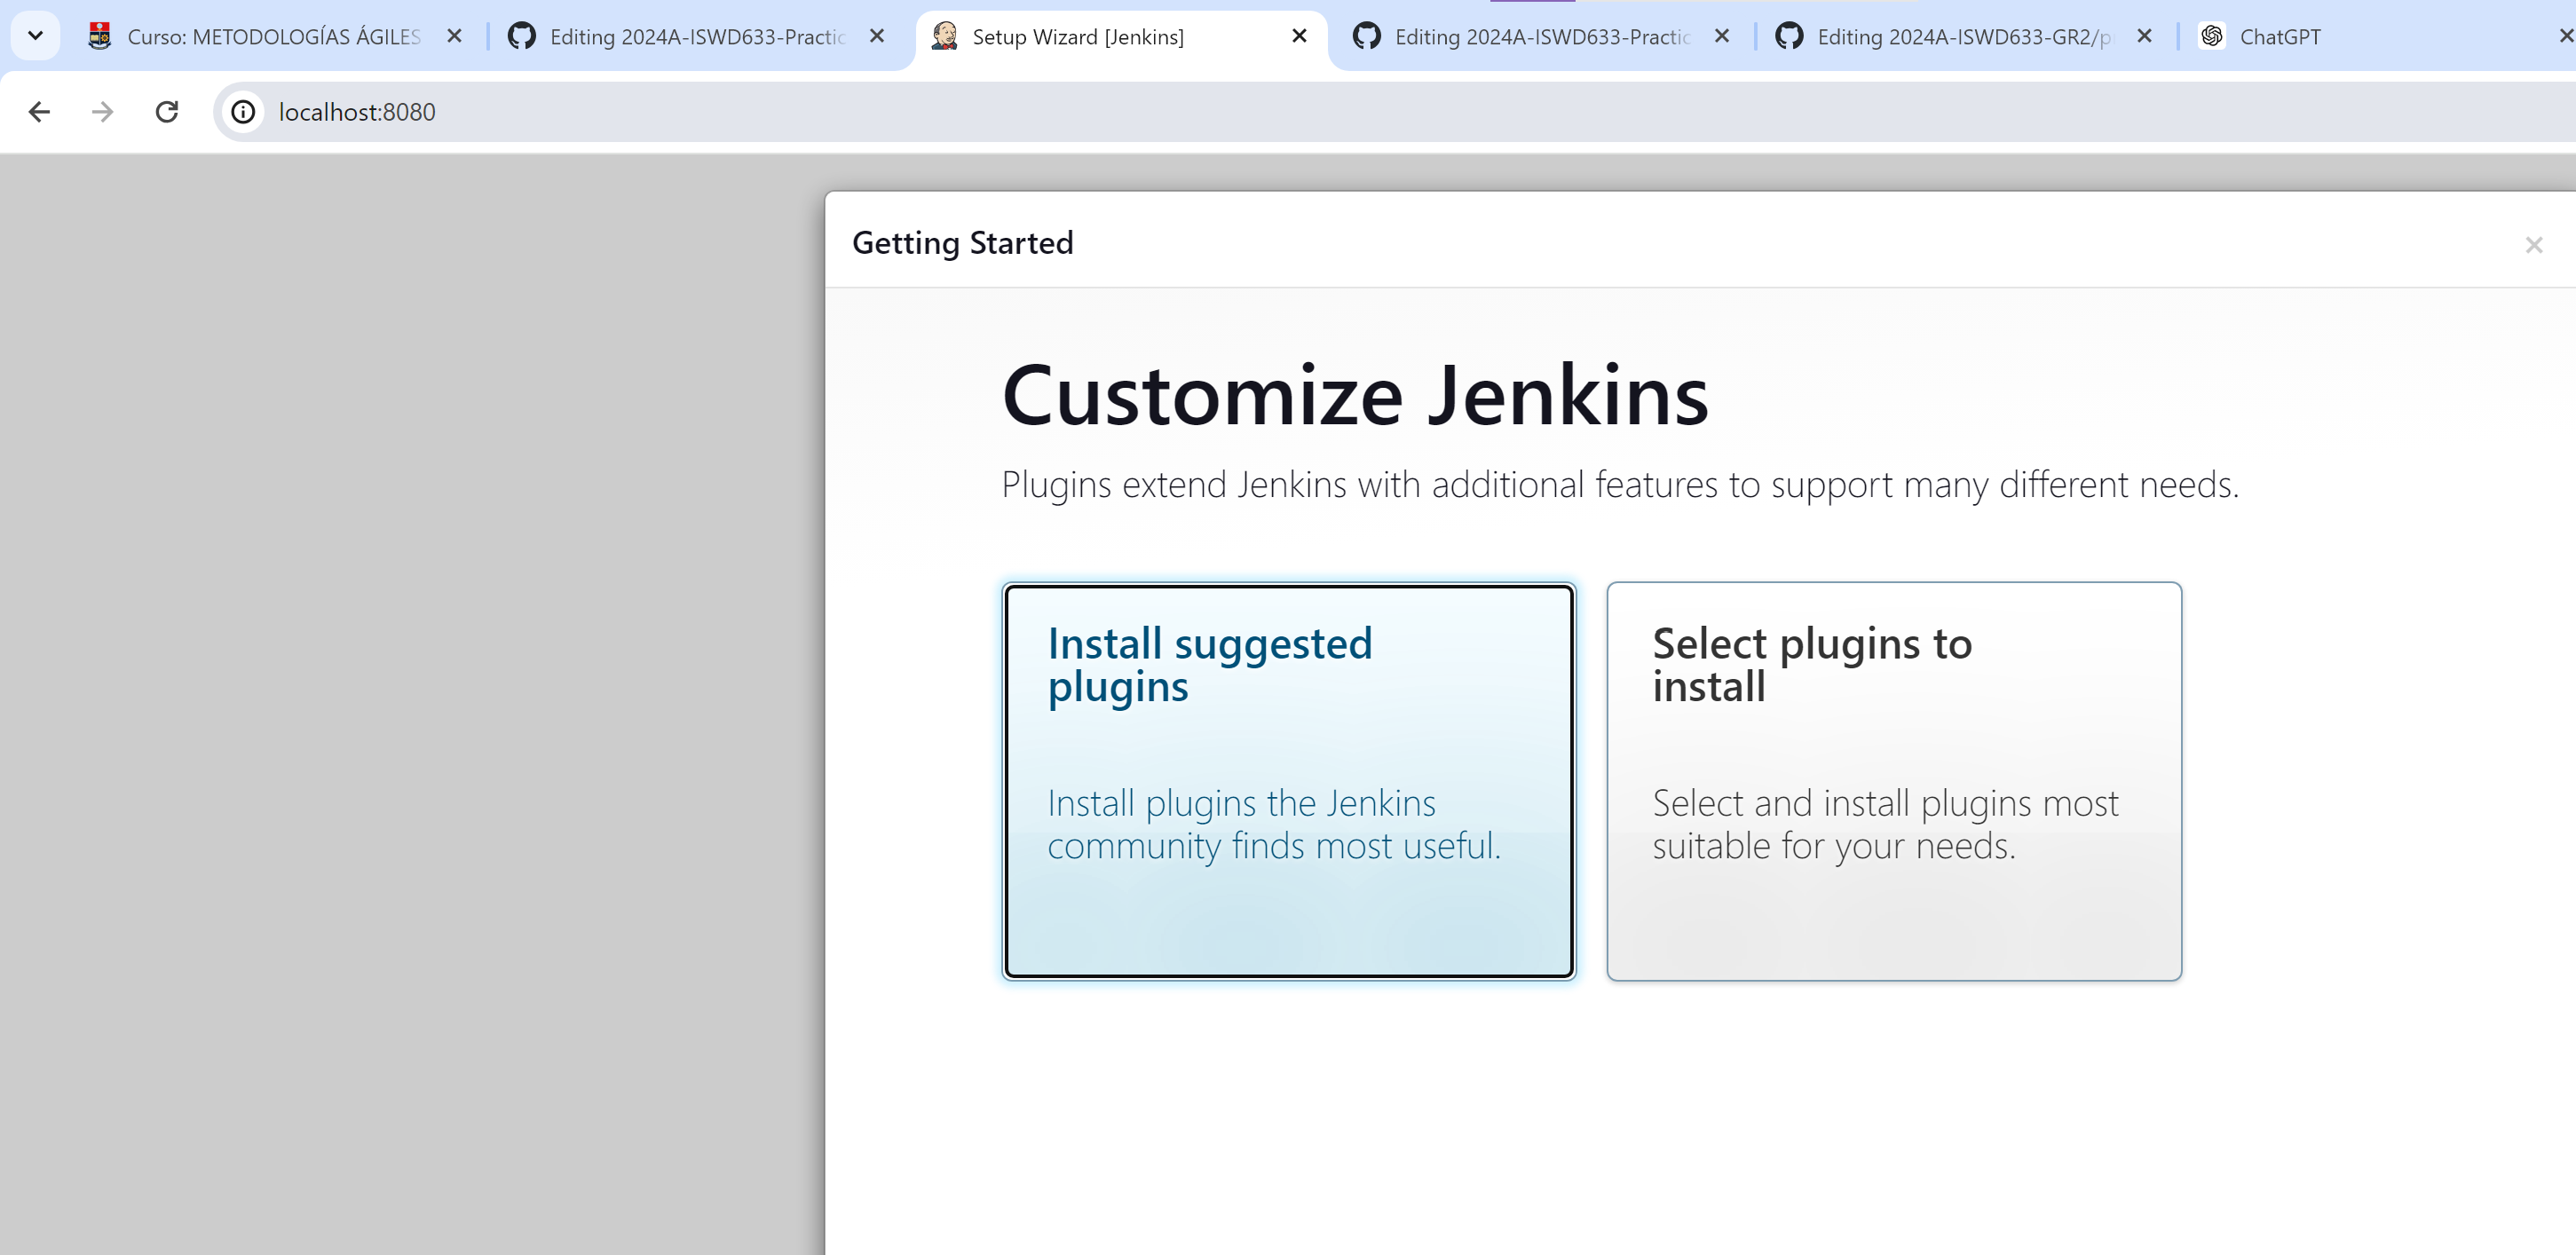 Curso: METODOLOGÍAS ÁGILES
Editing 2024A-ISWD633-Practic
Setup Wizard [Jenkins]
Editing 2024A-ISWD633-Practic
Editing 2024A-ISWD633-GR2/p
ChatGPT
localhost:8080
Getting Started
Customize Jenkins
Plugins extend Jenkins with additional features to support many different needs.
Install suggested
plugins
Install plugins the Jenkins
community finds most useful.
Select plugins to
install
Select and install plugins most
suitable for your needs.